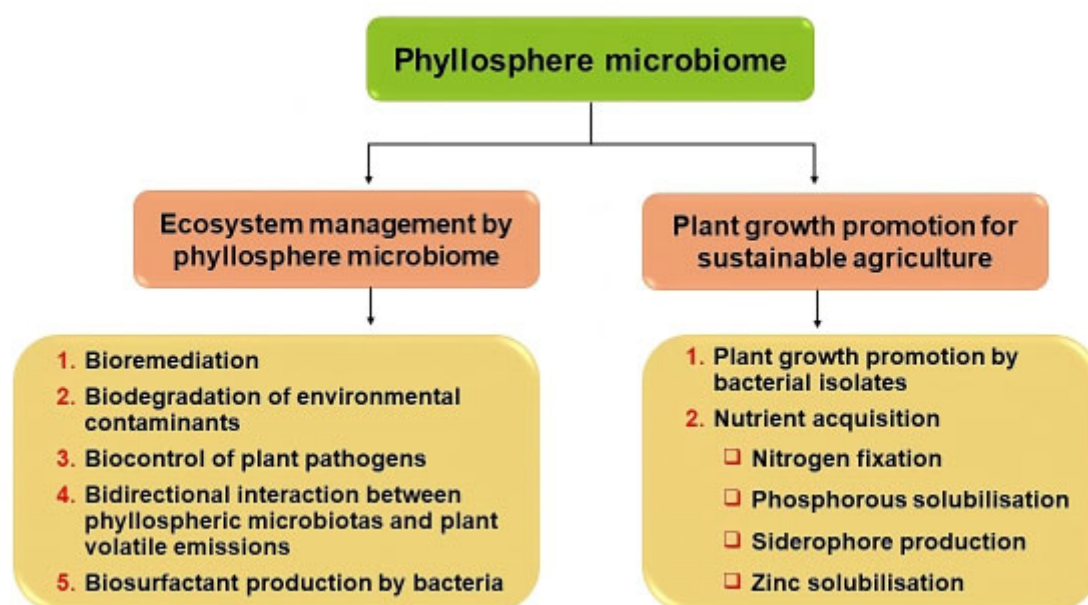 Phyllosphere microbiome
Ecosystem management by
phyllosphere microbiome
Plant growth promotion for
sustainable agriculture
1. Bioremediation
2. Biodegradation of environmental
contaminants
3. Biocontrol of plant pathogens
4. Bidirectional interaction between
phyllospheric microbiotas and plant
volatile emissions
5. Biosurfactant production by bacteria
1. Plant growth promotion by
bacterial isolates
2. Nutrient acquisition
❑ Nitrogen fixation
❑ Phosphorous solubilisation
❑ Siderophore production
❑ Zinc solubilisation